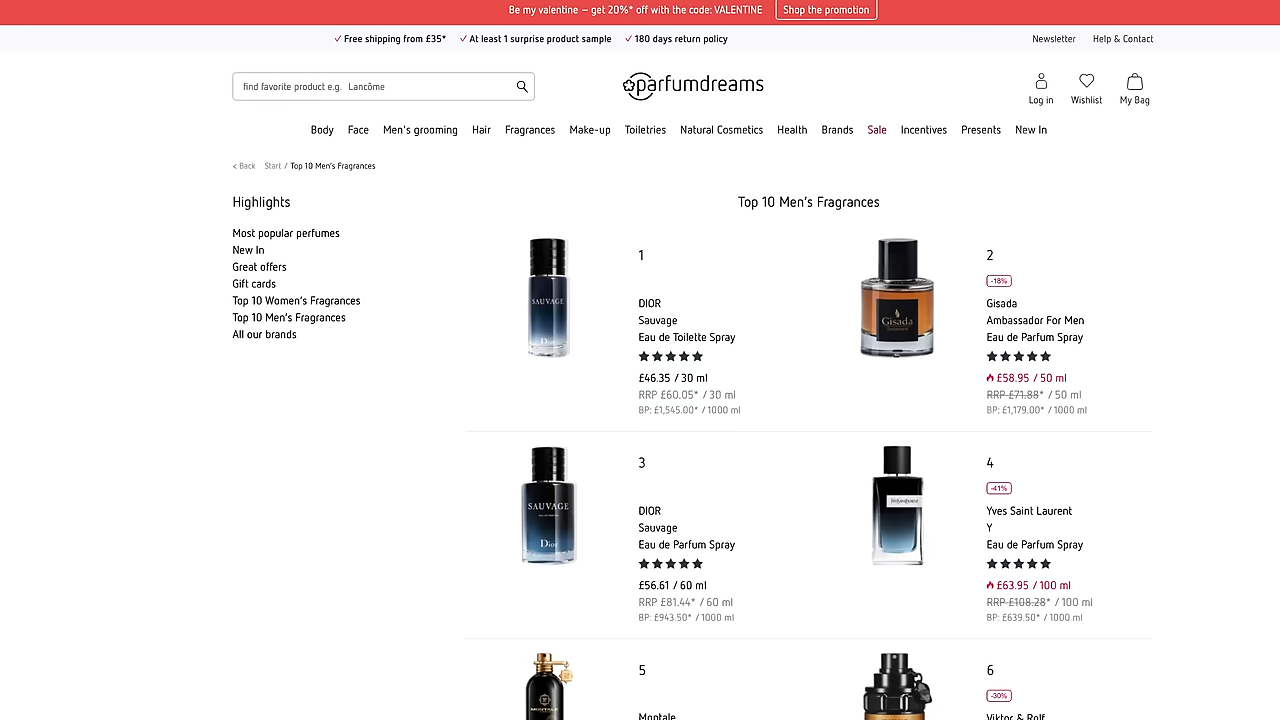 Be my valentine – get 20%* off with the code: VALENTINE
Shop the promotion
✓ Free shipping from £35* ✓ At least 1 surprise product sample ✓ 180 days return policy
Newsletter Help & Contact
find favorite product e.g. Lancôme
parfumdreams
Log in Wishlist My Bag
Body Face Men's grooming Hair Fragrances Make-up Toiletries Natural Cosmetics Health Brands Sale Incentives Presents New In
< Back Start / Top 10 Men's Fragrances
Highlights
Most popular perfumes
New In
Great offers
Gift cards
Top 10 Women's Fragrances
Top 10 Men's Fragrances
All our brands
Top 10 Men's Fragrances
SAUVAGE
Dior
1
DIOR
Sauvage
Eau de Toilette Spray
£46.35 / 30 ml
RRP £60.05* / 30 ml
BP: £1,545.00* / 1000 ml
Gisada
2
-18%
Gisada
Ambassador For Men
Eau de Parfum Spray
£58.95 / 50 ml
RRP £71.88* / 50 ml
BP: £1,179.00* / 1000 ml
SAUVAGE
Dior
3
DIOR
Sauvage
Eau de Parfum Spray
£56.61 / 60 ml
RRP £81.44* / 60 ml
BP: £943.50* / 1000 ml
YVESSAINTLAURENT
4
-41%
Yves Saint Laurent
Y
Eau de Parfum Spray
£63.95 / 100 ml
RRP £108.28* / 100 ml
BP: £639.50* / 1000 ml
MONTALE
5
Montale
6
-30%
Viktor & Rolf